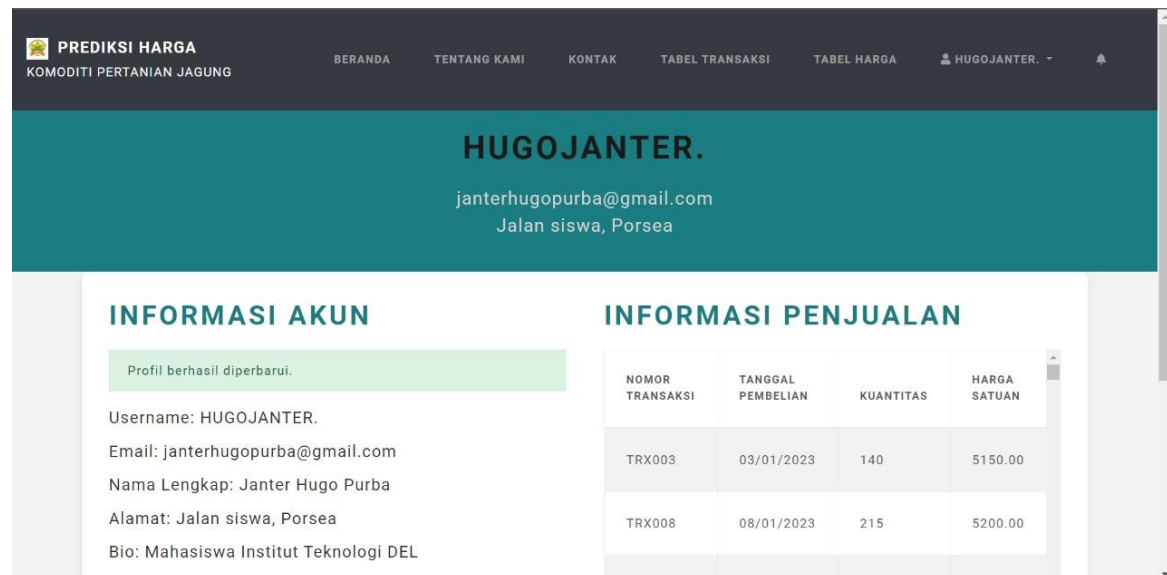 PREDIKSI HARGA
KOMODITI PERTANIAN JAGUNG
BERANDA
TENTANG KAMI
KONTAK
TABEL TRANSAKSI
TABEL HARGA
HUGOJANTER.
HUGOJANTER.
janterhugopurba@gmail.com
Jalan siswa, Porsea
INFORMASI AKUN
Profil berhasil diperbarui.
Username: HUGOJANTER.
Email: janterhugopurba@gmail.com
Nama Lengkap: Janter Hugo Purba
Alamat: Jalan siswa, Porsea
Bio: Mahasiswa Institut Teknologi DEL
INFORMASI PENJUALAN
NOMOR TRANSAKSI TANGGAL PEMBELIAN KUANTITAS HARGA SATUAN
TRX003 03/01/2023 140 5150.00
TRX008 08/01/2023 215 5200.00